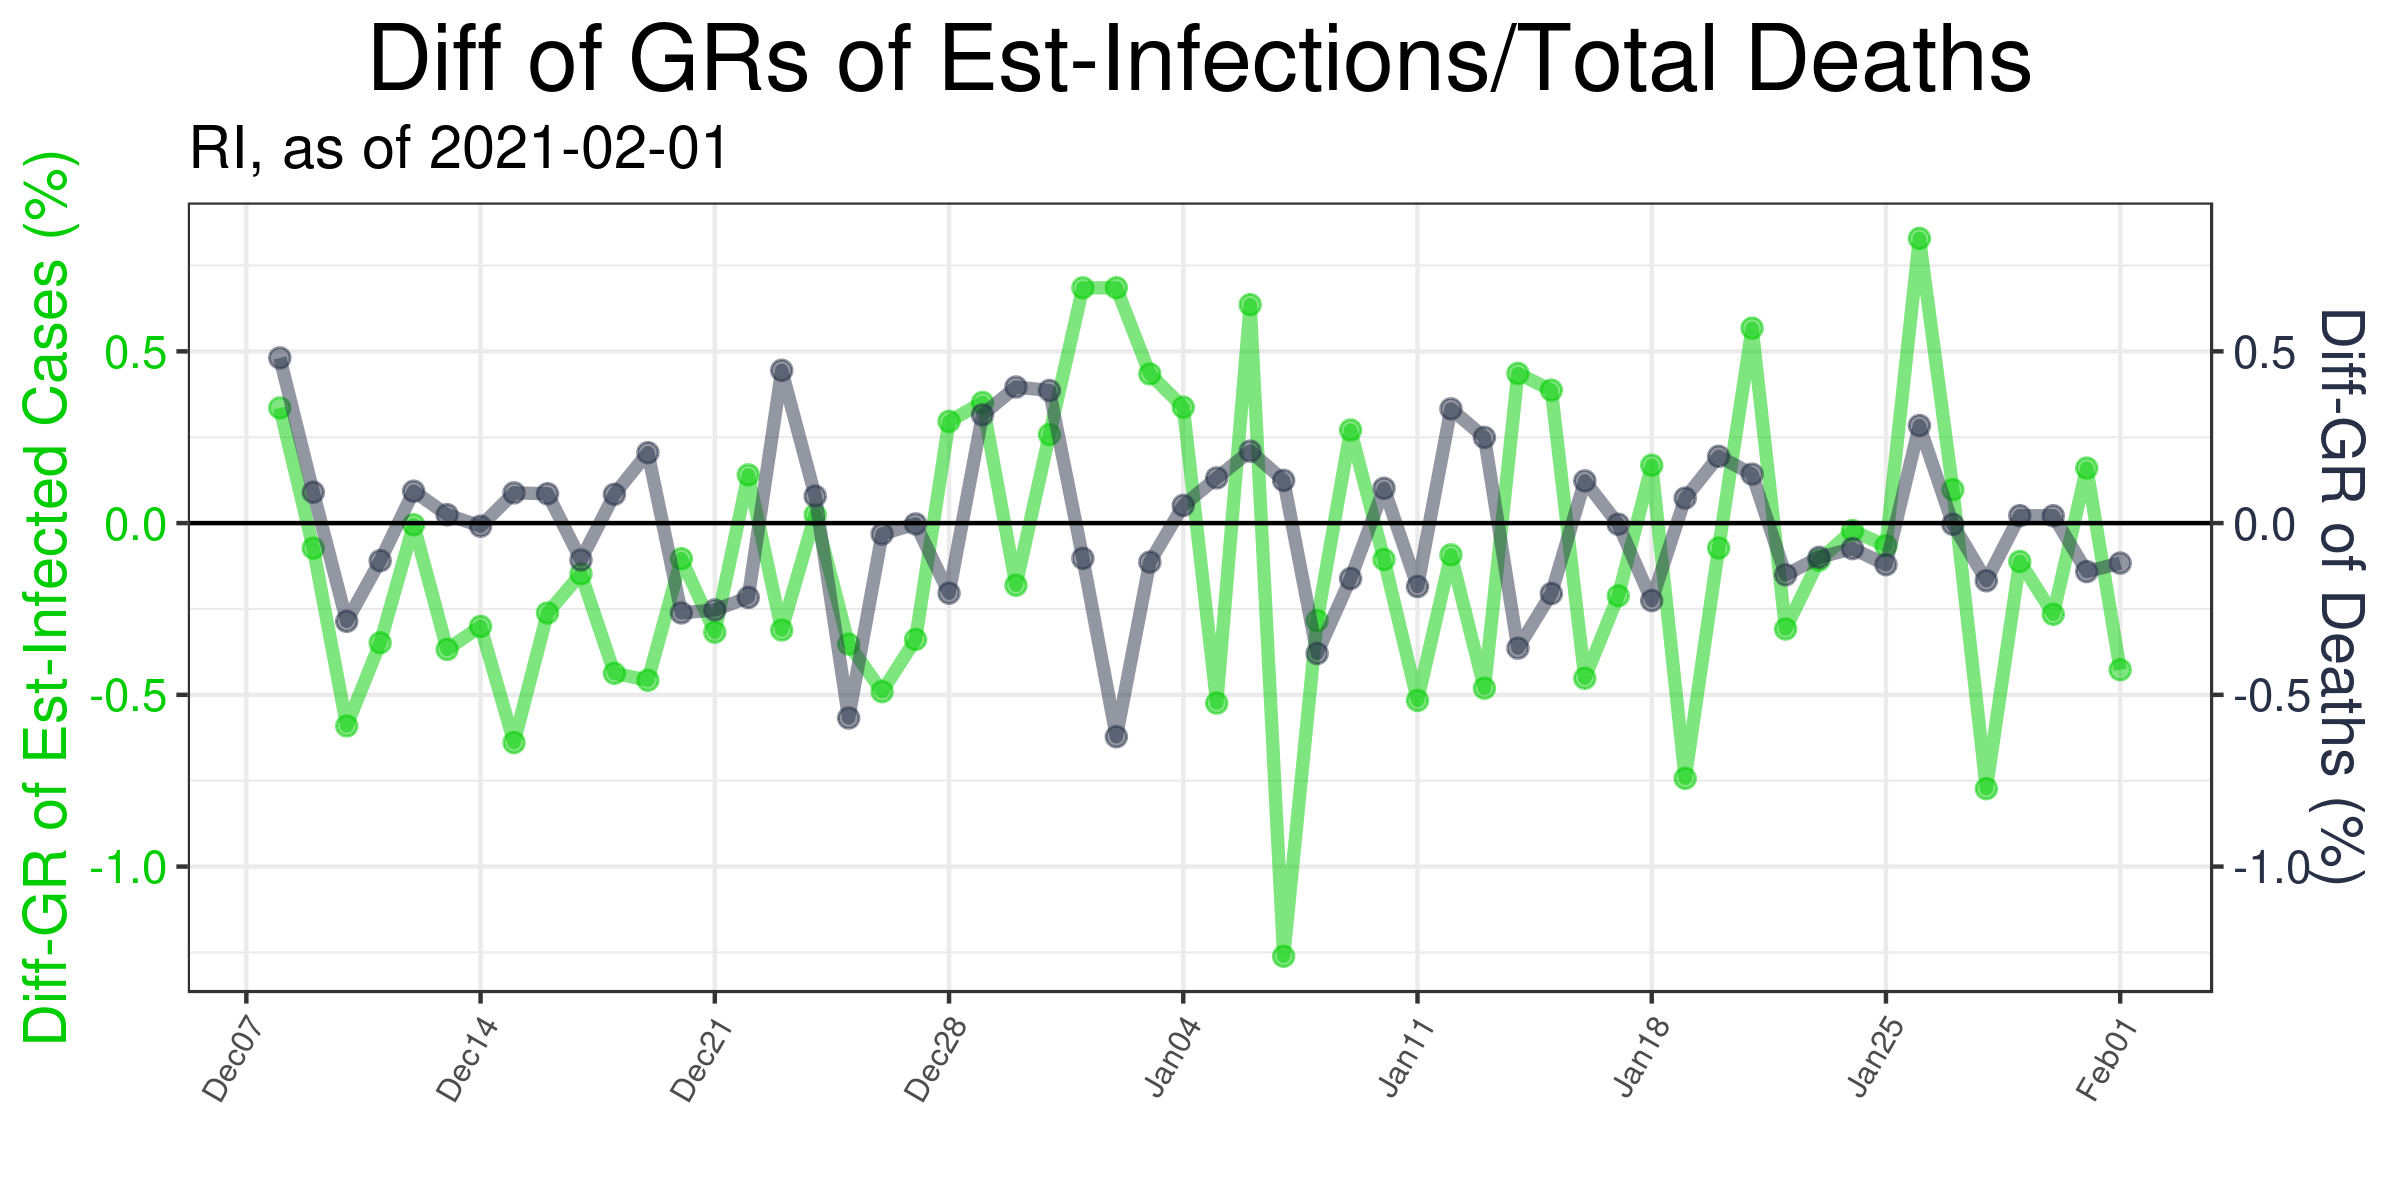 Diff of GRs of Est-Infections/Total Deaths
RI, as of 2021-02-01
Diff-GR of Est-Infected Cases (%)
0.5
0.0
-0.5
-1.0
0.5
0.0
-0.5
-1.0
Diff-GR of Deaths (%)
Dec07
Dec14
Dec21
Dec28
Jan04
Jan11
Jan18
Jan25
Feb01